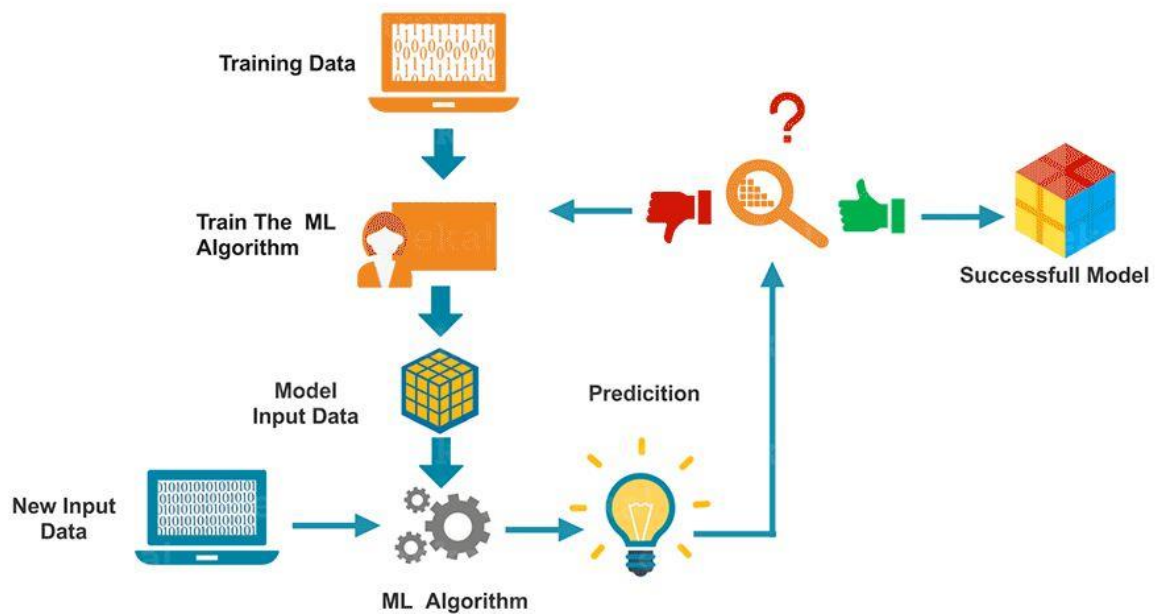 Training Data
Train The ML
Algorithm
?
Successfull Model
Model
Input Data
Predicition
New Input
Data
ML Algorithm